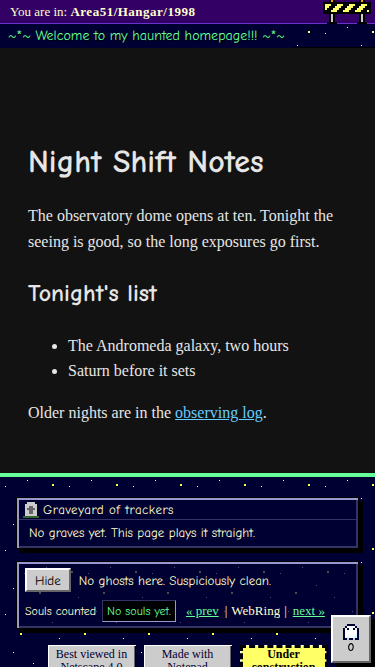 You are in: Area51/Hangar/1998
~*~ Welcome to my haunted homepage!!! ~*~
Night Shift Notes
The observatory dome opens at ten. Tonight the
seeing is good, so the long exposures go first.
Tonight's list
• The Andromeda galaxy, two hours
• Saturn before it sets
Older nights are in the observing log.
Graveyard of trackers
No graves yet. This page plays it straight.
Hide No ghosts here. Suspiciously clean.
Souls counted No souls yet. « prev | WebRing | next »
0
Best viewed in
Netscape 4.0
Made with
Notepad
Under
construction